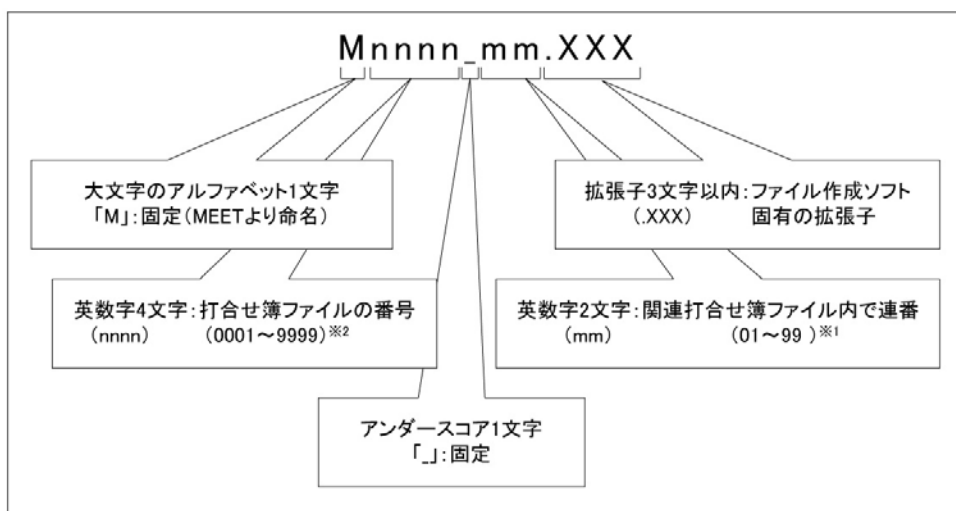 Mnnnn_mm.XXX
大文字のアルファベット1文字
「M」:固定(MEETより命名)
拡張子3文字以内:ファイル作成ソフト
(.XXX) 固有の拡張子
英数字4文字:打合せ簿ファイルの番号
(nnnn) (0001～9999)※2
英数字2文字:関連打合せ簿ファイル内で連番
(mm) (01～99 )※1
アンダースコア1文字
「_」:固定